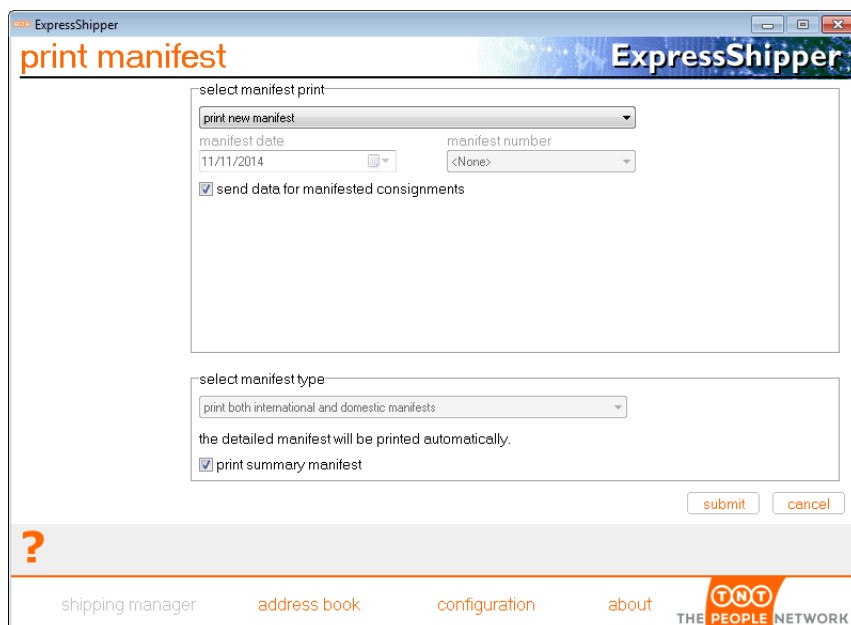 ExpressShipper
print manifest
ExpressShipper
select manifest print
print new manifest
manifest date manifest number
11/11/2014 <None>
send data for manifested consignments
select manifest type
print both international and domestic manifests
the detailed manifest will be printed automatically.
print summary manifest
submit cancel
?
shipping manager address book configuration about
TNT
THE PEOPLE NETWORK